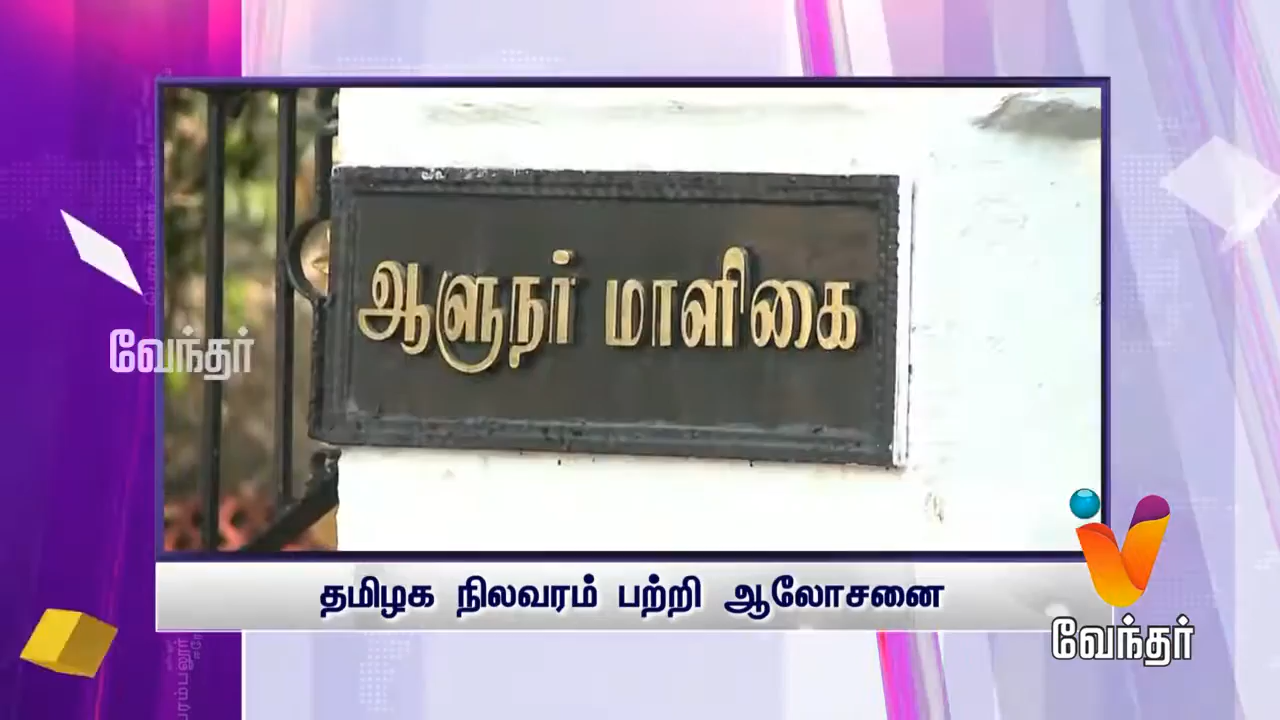 ஆளுநர் மாளிகை
வேந்தர்
தமிழக நிலவரம் பற்றி ஆலோசனை
வேந்தர்